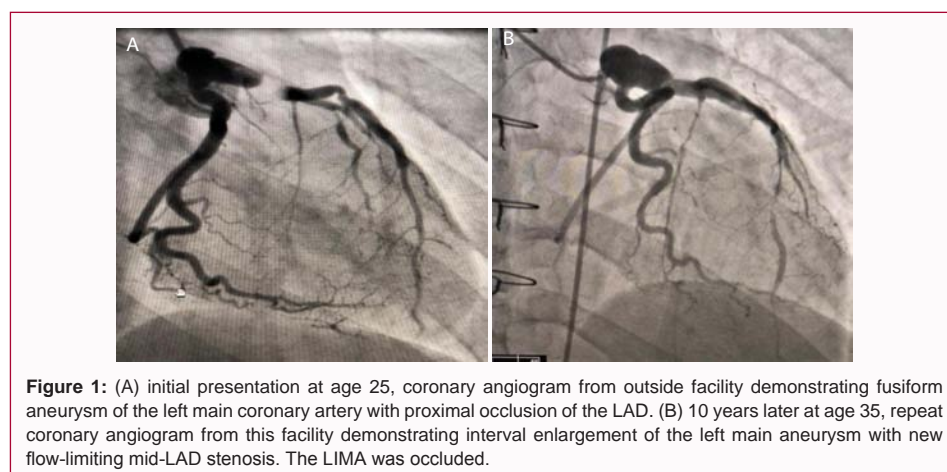 A
B
Figure 1: (A) initial presentation at age 25, coronary angiogram from outside facility demonstrating fusiform
aneurysm of the left main coronary artery with proximal occlusion of the LAD. (B) 10 years later at age 35, repeat
coronary angiogram from this facility demonstrating interval enlargement of the left main aneurysm with new
flow-limiting mid-LAD stenosis. The LIMA was occluded.